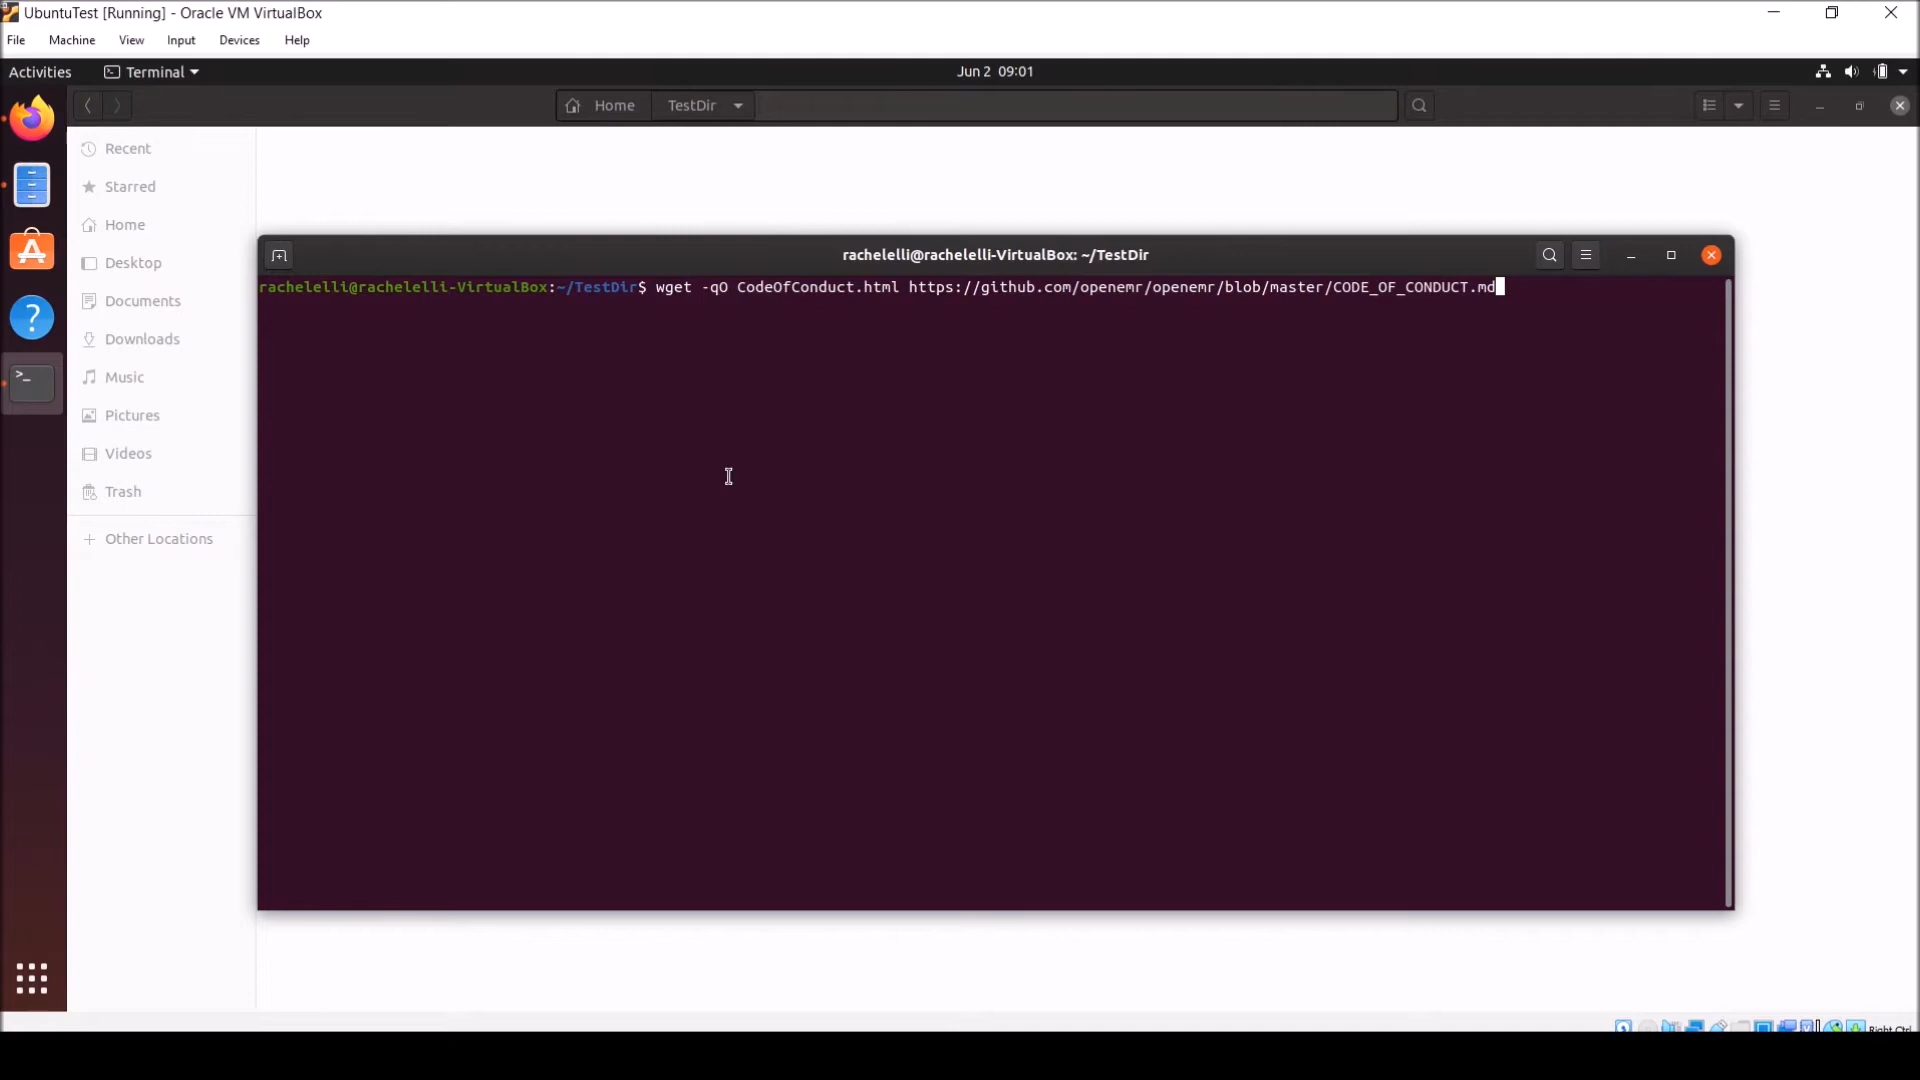 UbuntuTest [Running] - Oracle VM VirtualBox
File Machine View Input Devices Help
Activities Terminal Jun 2 09:01
Home TestDir
Recent
Starred
Home
Desktop
Documents
Downloads
Music
Pictures
Videos
Trash
Other Locations
rachelelli@rachelelli-VirtualBox: ~/TestDir
rachelelli@rachelelli-VirtualBox:~/TestDir$ wget -qO CodeOfConduct.html https://github.com/openemr/openemr/blob/master/CODE_OF_CONDUCT.md
>_
Right Ctrl